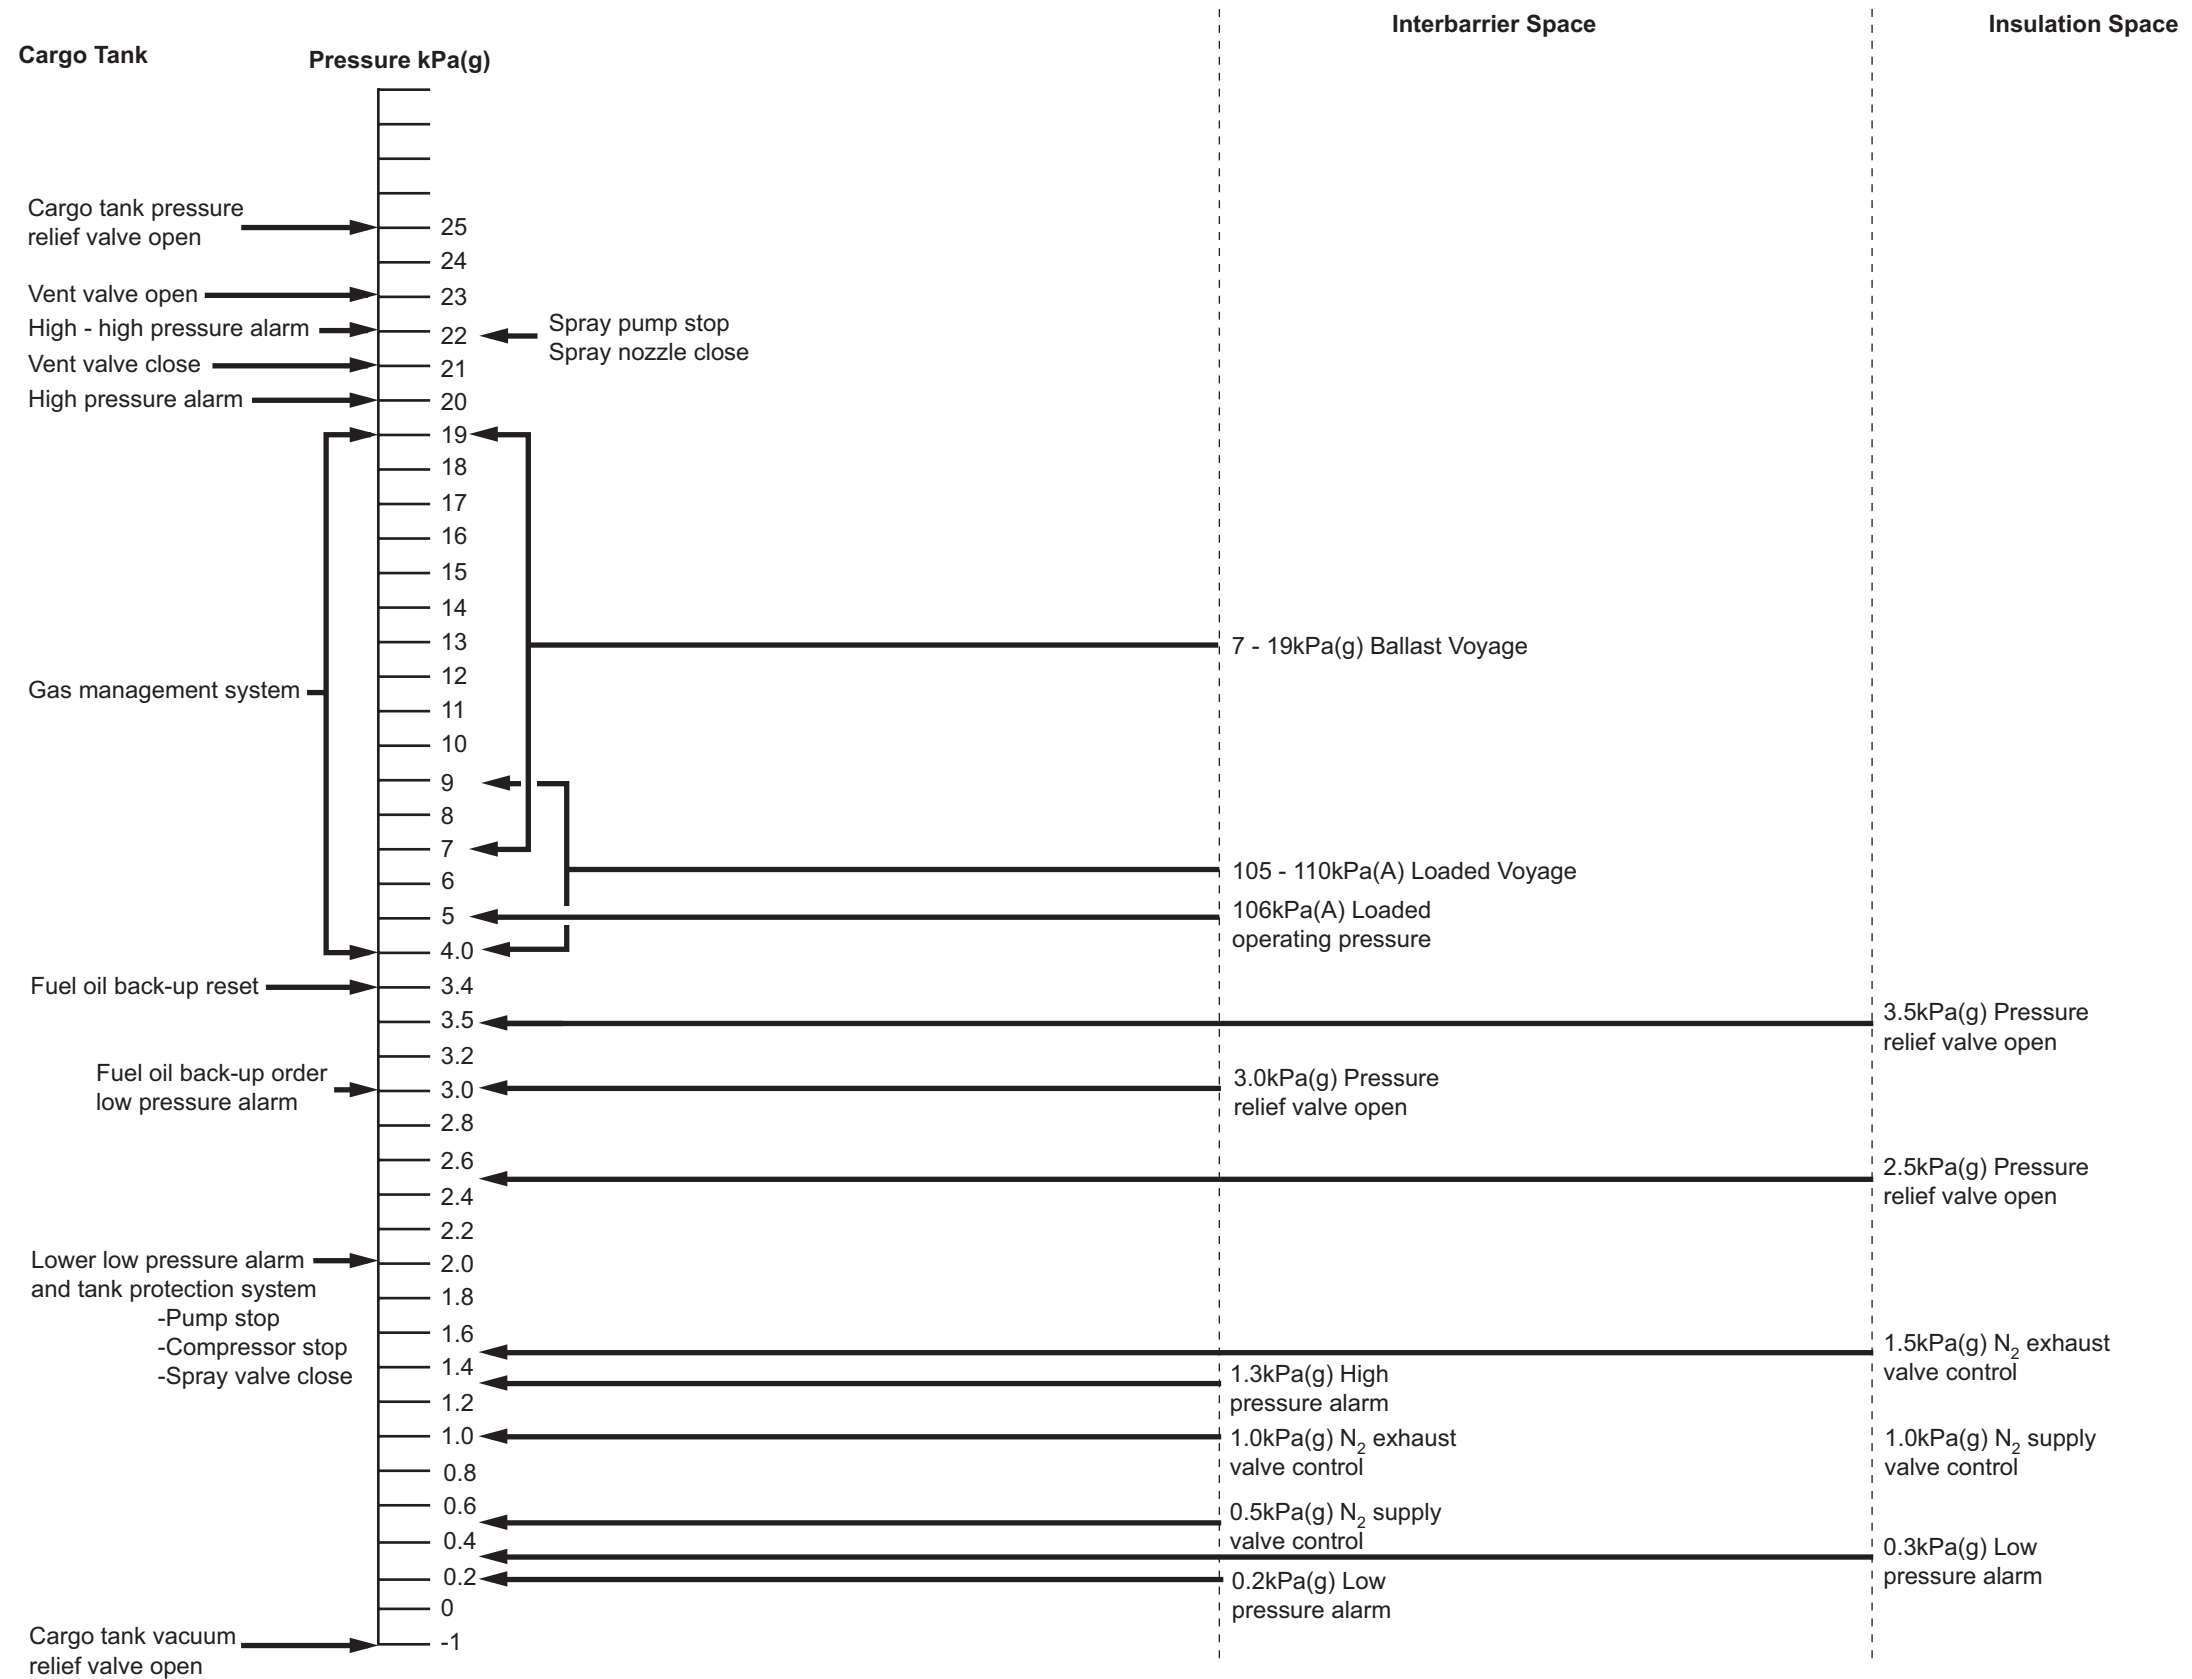 Cargo Tank
Pressure kPa(g)
Interbarrier Space
Insulation Space
Cargo tank pressure
relief valve open
25
24
Vent valve open
23
High - high pressure alarm
22
Spray pump stop
Spray nozzle close
Vent valve close
21
High pressure alarm
20
19
18
17
16
15
14
13
7 - 19kPa(g) Ballast Voyage
12
Gas management system
11
10
9
8
7
6
105 - 110kPa(A) Loaded Voyage
5
106kPa(A) Loaded
operating pressure
4.0
Fuel oil back-up reset
3.4
3.5
3.5kPa(g) Pressure
relief valve open
3.2
Fuel oil back-up order
low pressure alarm
3.0
3.0kPa(g) Pressure
relief valve open
2.8
2.6
2.5kPa(g) Pressure
relief valve open
2.4
2.2
Lower low pressure alarm
and tank protection system
-Pump stop
-Compressor stop
-Spray valve close
2.0
1.8
1.6
1.5kPa(g) N2 exhaust
valve control
1.4
1.3kPa(g) High
pressure alarm
1.2
1.0
1.0kPa(g) N2 exhaust
valve control
1.0kPa(g) N2 supply
valve control
0.8
0.6
0.5kPa(g) N2 supply
valve control
0.4
0.3kPa(g) Low
pressure alarm
0.2
0.2kPa(g) Low
pressure alarm
0
Cargo tank vacuum
relief valve open
-1